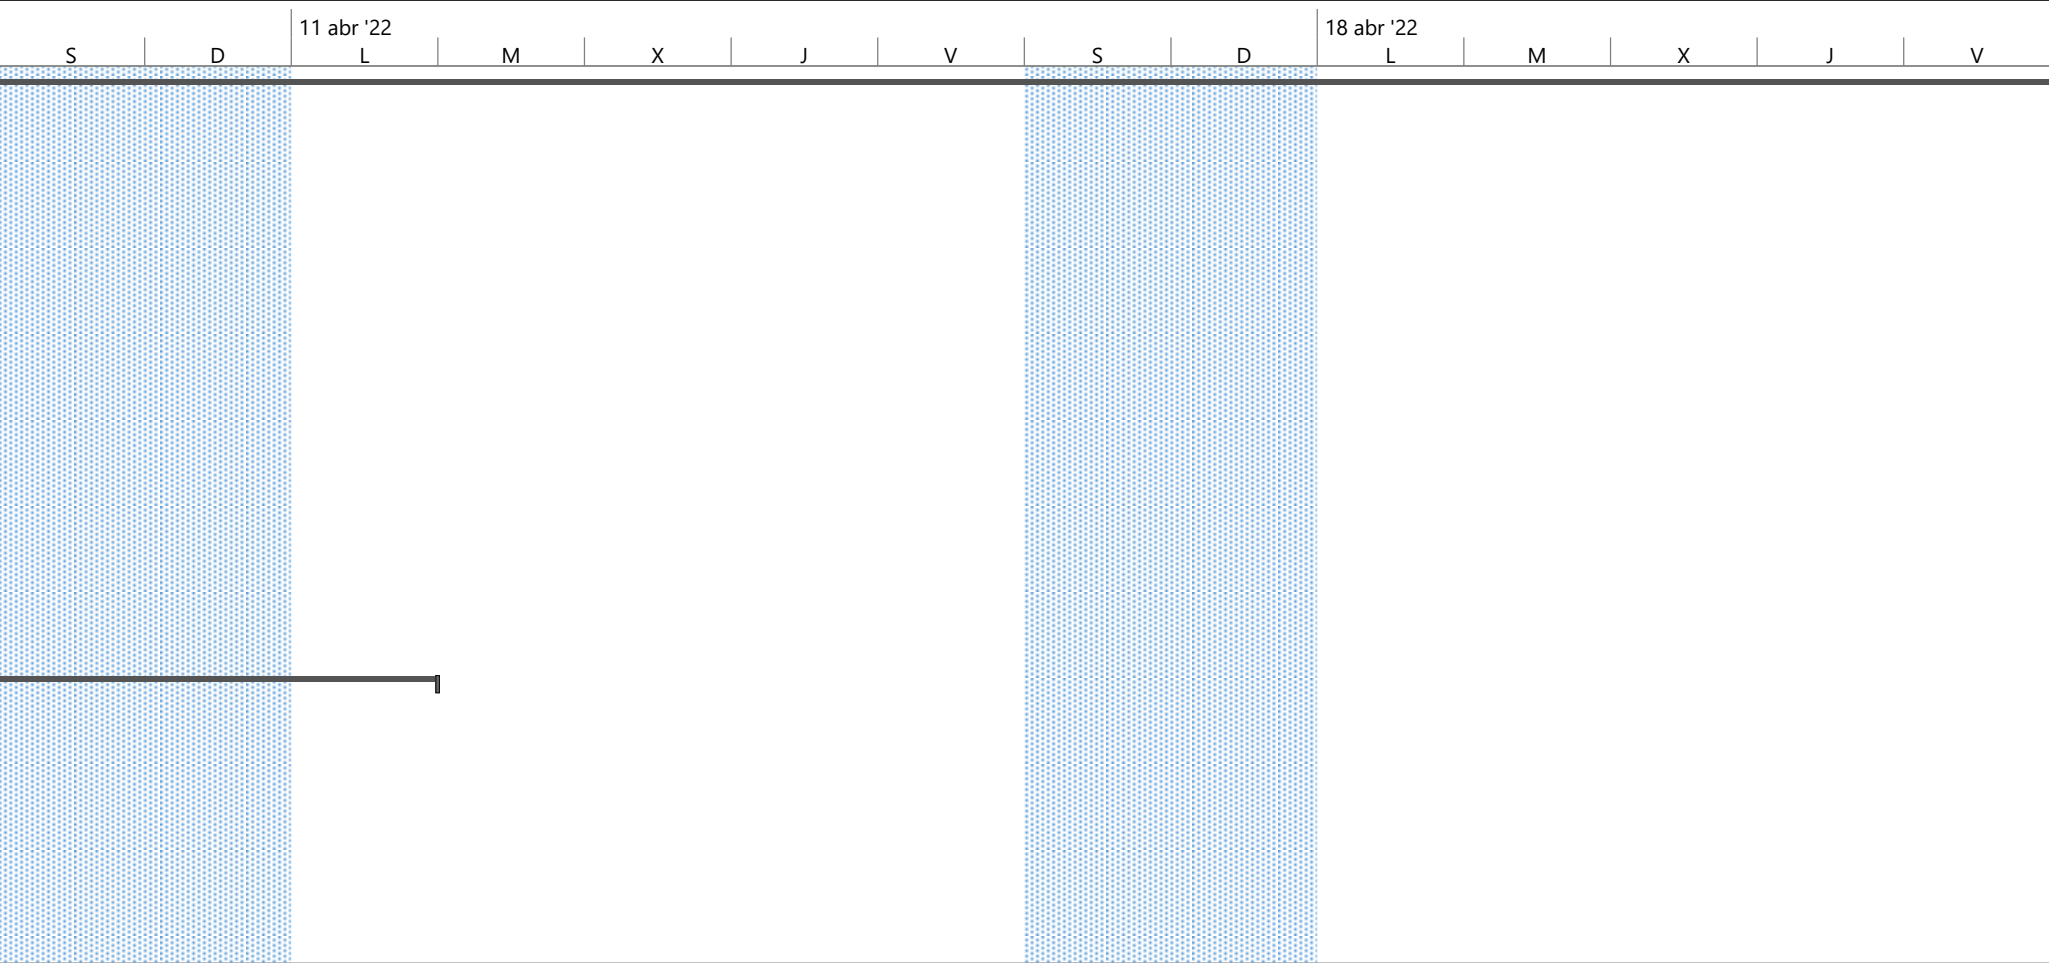 11 abr '22 18 abr '22
S D L M X J V S D L M X J V